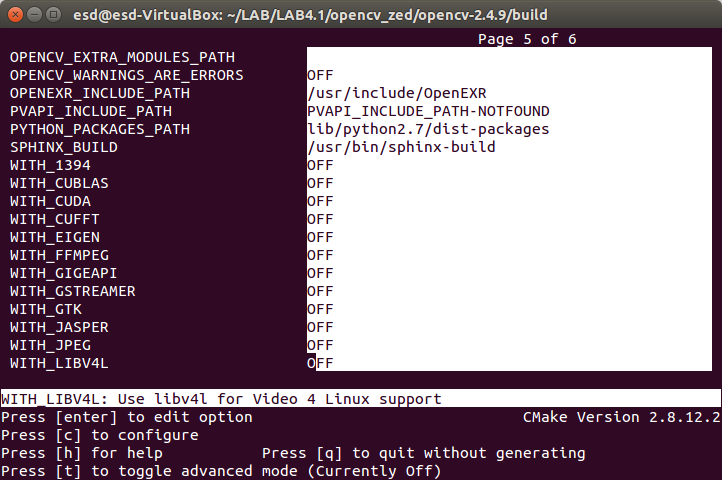 esd@esd-VirtualBox: ~/LAB/LAB4.1/opencv_zed/opencv-2.4.9/build
Page 5 of 6
OPENCV_EXTRA_MODULES_PATH
OPENCV_WARNINGS_ARE_ERRORS OFF
OPENEXR_INCLUDE_PATH /usr/include/OpenEXR
PVAPI_INCLUDE_PATH PVAPI_INCLUDE_PATH-NOTFOUND
PYTHON_PACKAGES_PATH lib/python2.7/dist-packages
SPHINX_BUILD /usr/bin/sphinx-build
WITH_1394 OFF
WITH_CUBLAS OFF
WITH_CUDA OFF
WITH_CUFFT OFF
WITH_EIGEN OFF
WITH_FFMPEG OFF
WITH_GIGEAPI OFF
WITH_GSTREAMER OFF
WITH_GTK OFF
WITH_JASPER OFF
WITH_JPEG OFF
WITH_LIBV4L OFF
WITH_LIBV4L: Use libv4l for Video 4 Linux support
Press [enter] to edit option CMake Version 2.8.12.2
Press [c] to configure
Press [h] for help Press [q] to quit without generating
Press [t] to toggle advanced mode (Currently Off)